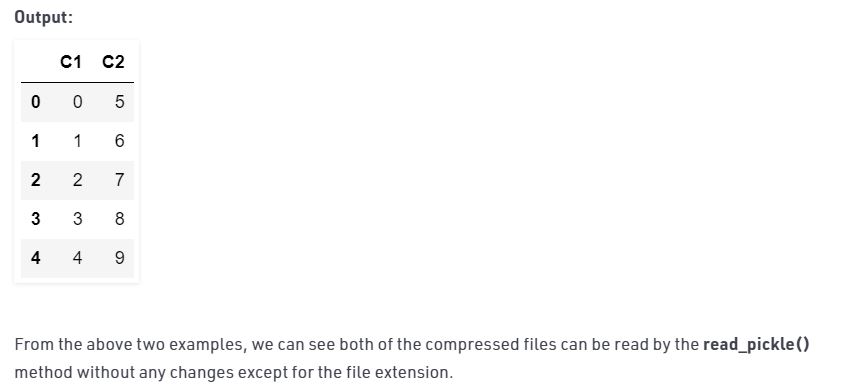 Output:
C1 C2
0 0 5
1 1 6
2 2 7
3 3 8
4 4 9
From the above two examples, we can see both of the compressed files can be read by the read_pickle()
method without any changes except for the file extension.